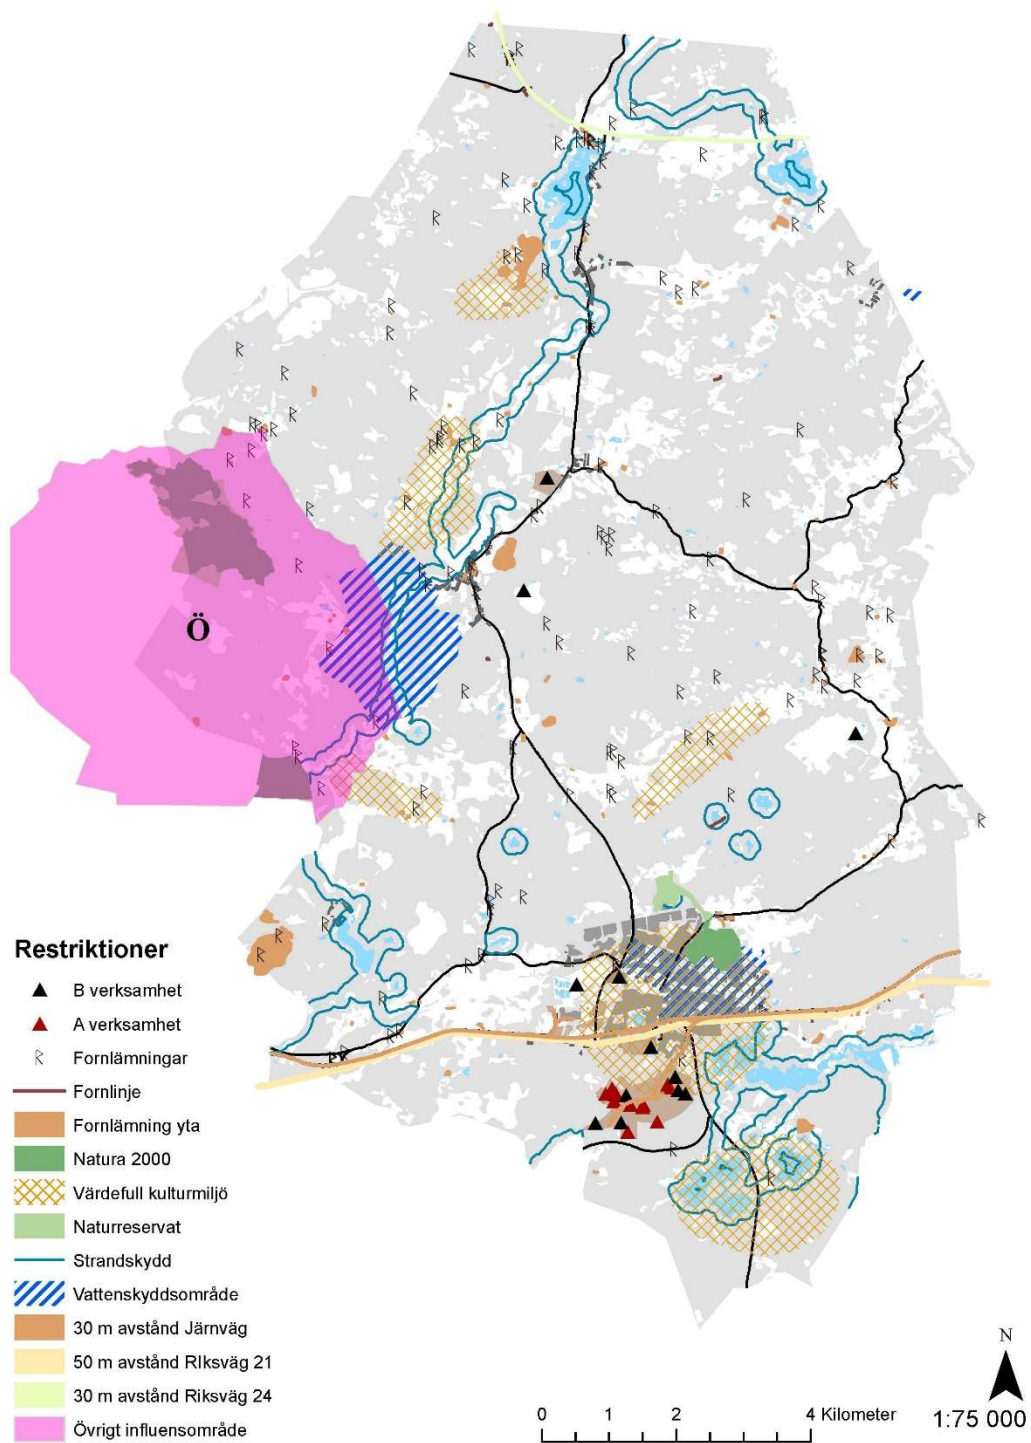 Ö
Restriktioner
B verksamhet
A verksamhet
Fornlämningar
Fornlinje
Fornlämning yta
Natura 2000
Värdefull kulturmiljö
Naturreservat
Strandskydd
Vattenskyddsområde
30 m avstånd Järnväg
50 m avstånd RIksväg 21
30 m avstånd Riksväg 24
Övrigt influensområde
N
0 1 2 4 Kilometer
1:75 000